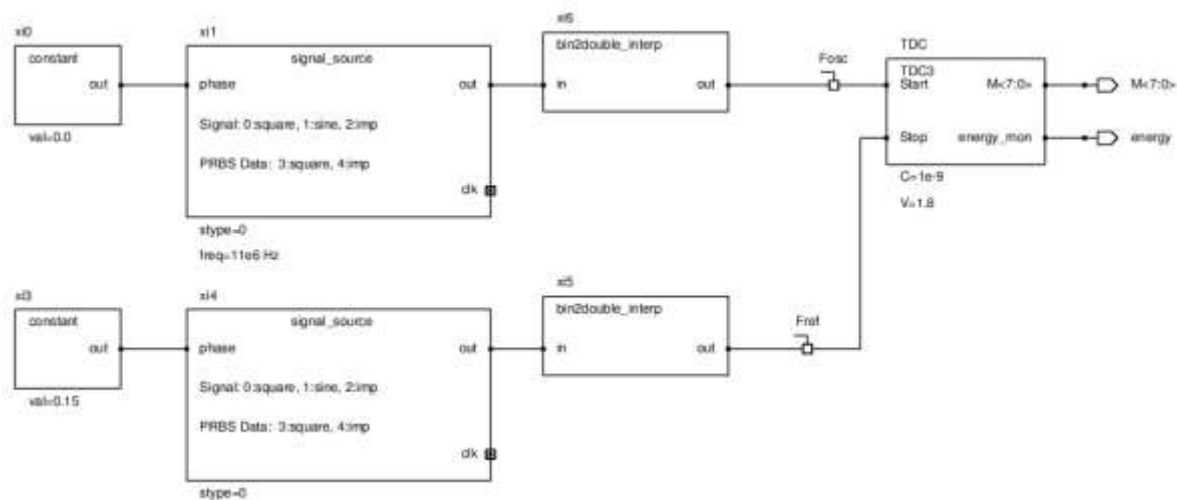 xi0
constant
out
val=0.0
xi1
signal_source
phase
out
Signal: 0:square, 1:sine, 2:imp
PRBS Data: 3:square, 4:imp
clk
stype=0
freq=11e6 Hz
xi6
bin2double_interp
in
out
Fosc
TDC
TDC3
Start
M<7:0>
M<7:0>
Stop
energy_mon
energy
C=1e-9
V=1.8
xi3
constant
out
val=0.15
xi4
signal_source
phase
out
Signal: 0:square, 1:sine, 2:imp
PRBS Data: 3:square, 4:imp
clk
stype=0
xi5
bin2double_interp
in
out
Fref